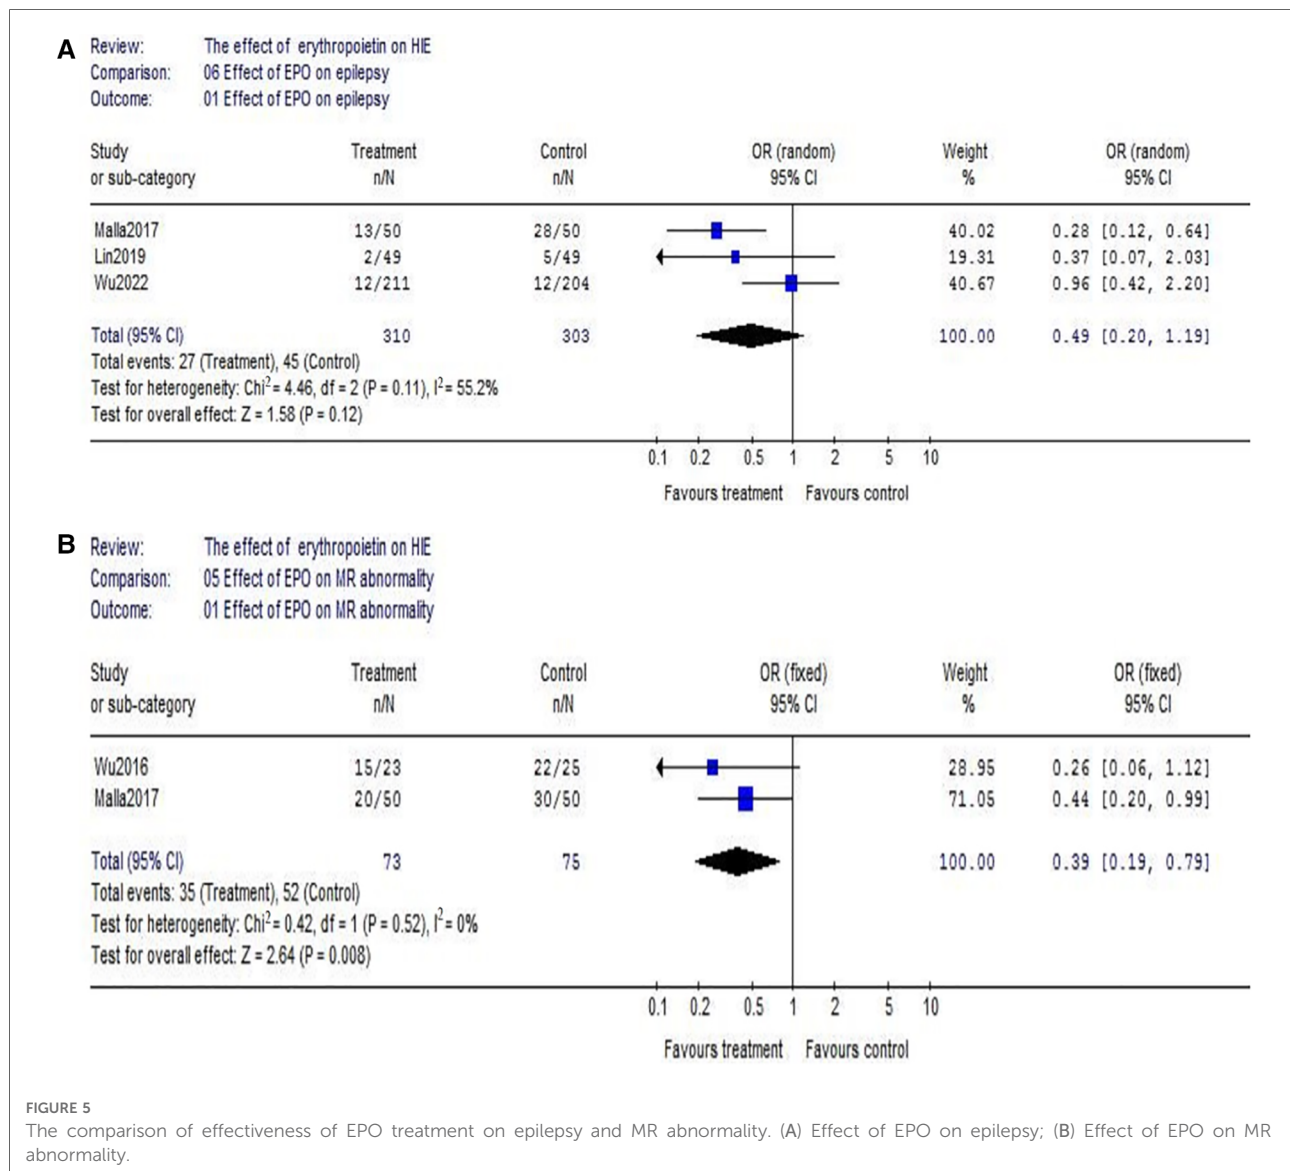 A
Review: The effect of erythropoietin on HIE
Comparison: 06 Effect of EPO on epilepsy
Outcome: 01 Effect of EPO on epilepsy
Study Treatment Control OR (random) Weight OR (random)
or sub-category n/N n/N 95% CI % 95% CI
Malla2017 13/50 28/50 40.02 0.28 [0.12, 0.64]
Lin2019 2/49 5/49 19.31 0.37 [0.07, 2.03]
Wu2022 12/211 12/204 40.67 0.96 [0.42, 2.20]
Total (95% CI) 310 303 100.00 0.49 [0.20, 1.19]
Total events: 27 (Treatment), 45 (Control)
Test for heterogeneity: Chi² = 4.46, df = 2 (P = 0.11), I² = 55.2%
Test for overall effect: Z = 1.58 (P = 0.12)
0.1 0.2 0.5 1 2 5 10
Favours treatment Favours control
B
Review: The effect of erythropoietin on HIE
Comparison: 05 Effect of EPO on MR abnormality
Outcome: 01 Effect of EPO on MR abnormality
Study Treatment Control OR (fixed) Weight OR (fixed)
or sub-category n/N n/N 95% CI % 95% CI
Wu2016 15/23 22/25 28.95 0.26 [0.06, 1.12]
Malla2017 20/50 30/50 71.05 0.44 [0.20, 0.99]
Total (95% CI) 73 75 100.00 0.39 [0.19, 0.79]
Total events: 35 (Treatment), 52 (Control)
Test for heterogeneity: Chi² = 0.42, df = 1 (P = 0.52), I² = 0%
Test for overall effect: Z = 2.64 (P = 0.008)
0.1 0.2 0.5 1 2 5 10
Favours treatment Favours control
FIGURE 5
The comparison of effectiveness of EPO treatment on epilepsy and MR abnormality. (A) Effect of EPO on epilepsy; (B) Effect of EPO on MR
abnormality.